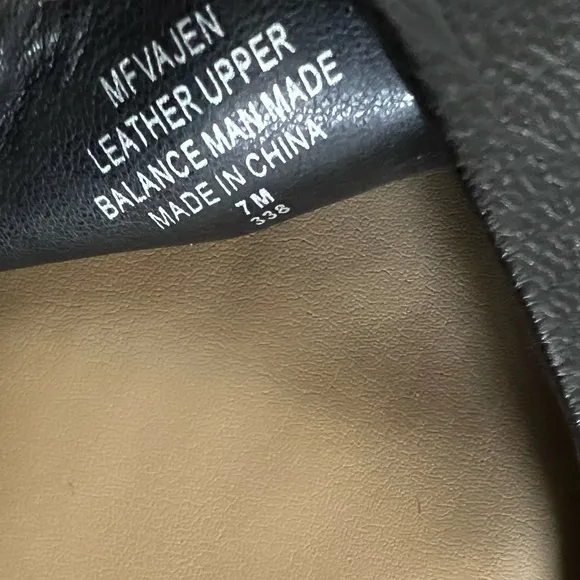 MFVAJEN
LEATHER UPPER
BALANCE MAN.MADE
MADE IN CHINA
7 M
338